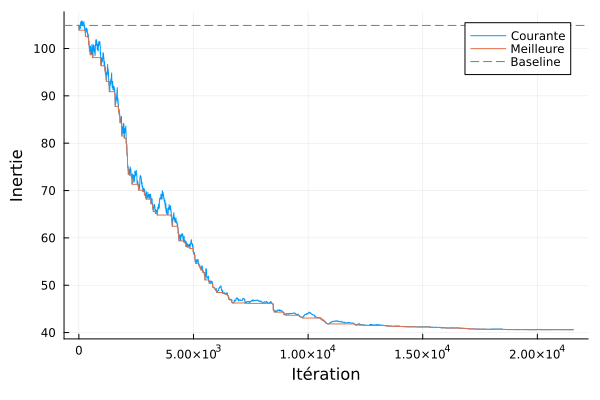 Courante
Meilleure
Baseline
Inertie
100
90
80
70
60
50
40
0
5.00×10³
1.00×10⁴
1.50×10⁴
2.00×10⁴
Itération